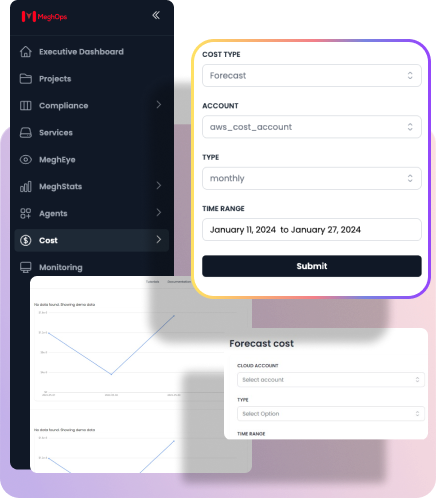 MeghOps
Executive Dashboard
Projects
Compliance
Services
MeghEye
MeghStats
Agents
Cost
Monitoring
COST TYPE
Forecast
ACCOUNT
aws_cost_account
TYPE
monthly
TIME RANGE
January 11, 2024 to January 27, 2024
Submit
Tutorials Documentation
No data found. Showing demo data.
No data found. Showing demo data.
Forecast cost
CLOUD ACCOUNT
Select account
TYPE
Select Option
TIME RANGE